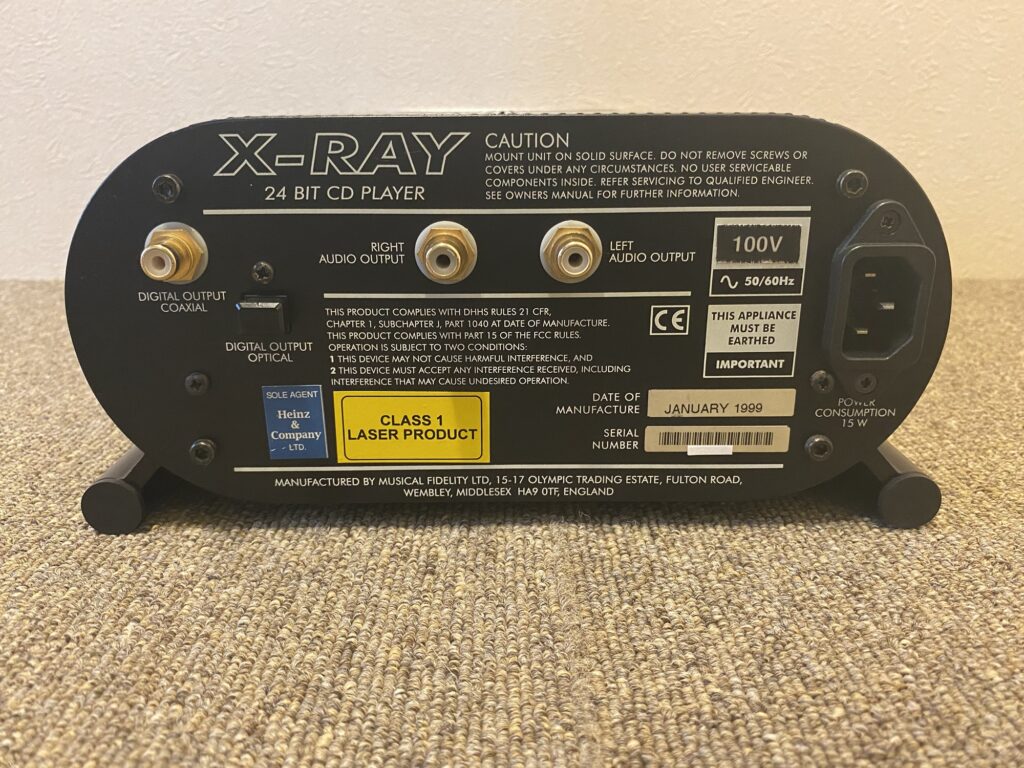 X-RAY
24 BIT CD PLAYER
CAUTION
MOUNT UNIT ON SOLID SURFACE. DO NOT REMOVE SCREWS OR
COVERS UNDER ANY CIRCUMSTANCES. NO USER SERVICEABLE
COMPONENTS INSIDE. REFER SERVICING TO QUALIFIED ENGINEER.
SEE OWNERS MANUAL FOR FURTHER INFORMATION.
DIGITAL OUTPUT
COAXIAL
DIGITAL OUTPUT
OPTICAL
RIGHT
AUDIO OUTPUT
LEFT
AUDIO OUTPUT
100V
50/60Hz
THIS APPLIANCE
MUST BE
EARTHED
IMPORTANT
THIS PRODUCT COMPLIES WITH DHHS RULES 21 CFR,
CHAPTER 1, SUBCHAPTER J, PART 1040 AT DATE OF MANUFACTURE.
THIS PRODUCT COMPLIES WITH PART 15 OF THE FCC RULES.
OPERATION IS SUBJECT TO TWO CONDITIONS:
1 THIS DEVICE MAY NOT CAUSE HARMFUL INTERFERENCE, AND
2 THIS DEVICE MUST ACCEPT ANY INTERFERENCE RECEIVED, INCLUDING
INTERFERENCE THAT MAY CAUSE UNDESIRED OPERATION.
CE
SOLE AGENT
Heinz
&
Company
LTD.
CLASS 1
LASER PRODUCT
DATE OF
MANUFACTURE
JANUARY 1999
SERIAL
NUMBER
POWER
CONSUMPTION
15 W
MANUFACTURED BY MUSICAL FIDELITY LTD, 15-17 OLYMPIC TRADING ESTATE, FULTON ROAD,
WEMBLEY, MIDDLESEX HA9 0TF, ENGLAND